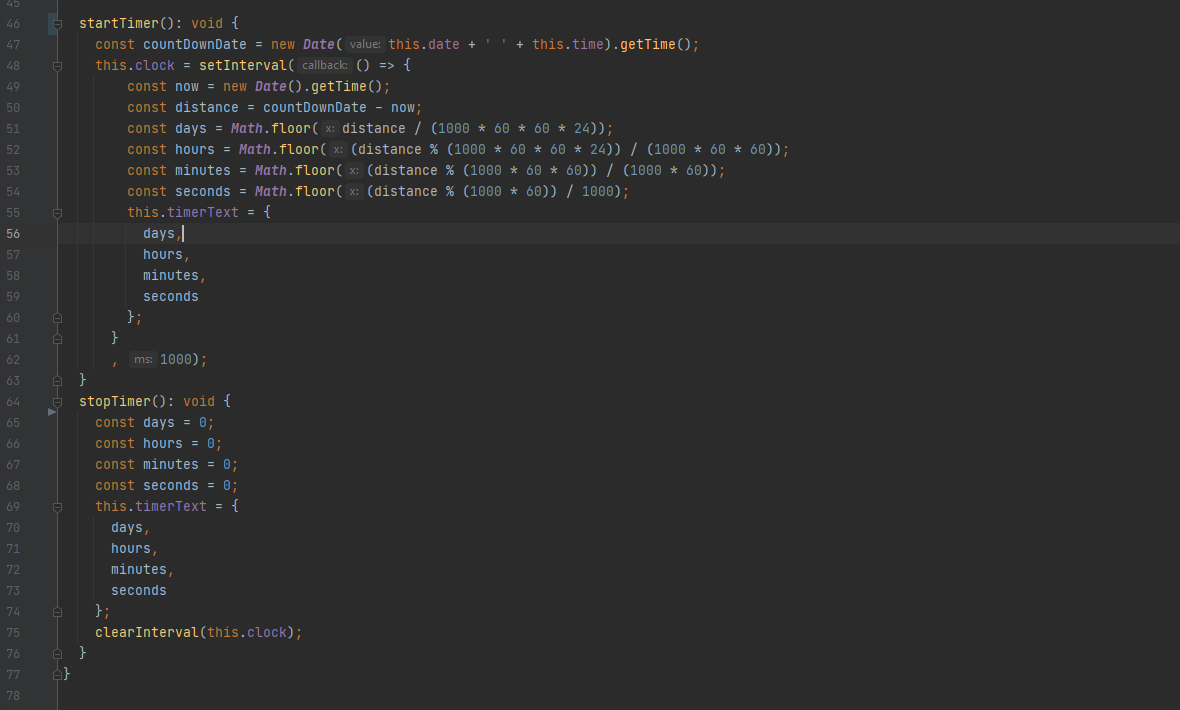 45
46 startTimer(): void {
47 const countDownDate = new Date( value: this.date + ' ' + this.time).getTime();
48 this.clock = setInterval( callback: () => {
49 const now = new Date().getTime();
50 const distance = countDownDate - now;
51 const days = Math.floor( x: distance / (1000 * 60 * 60 * 24));
52 const hours = Math.floor( x: (distance % (1000 * 60 * 60 * 24)) / (1000 * 60 * 60));
53 const minutes = Math.floor( x: (distance % (1000 * 60 * 60)) / (1000 * 60));
54 const seconds = Math.floor( x: (distance % (1000 * 60)) / 1000);
55 this.timerText = {
56 days,
57 hours,
58 minutes,
59 seconds
60 };
61 }
62 , ms: 1000);
63 }
64 stopTimer(): void {
65 const days = 0;
66 const hours = 0;
67 const minutes = 0;
68 const seconds = 0;
69 this.timerText = {
70 days,
71 hours,
72 minutes,
73 seconds
74 };
75 clearInterval(this.clock);
76 }
77 }
78